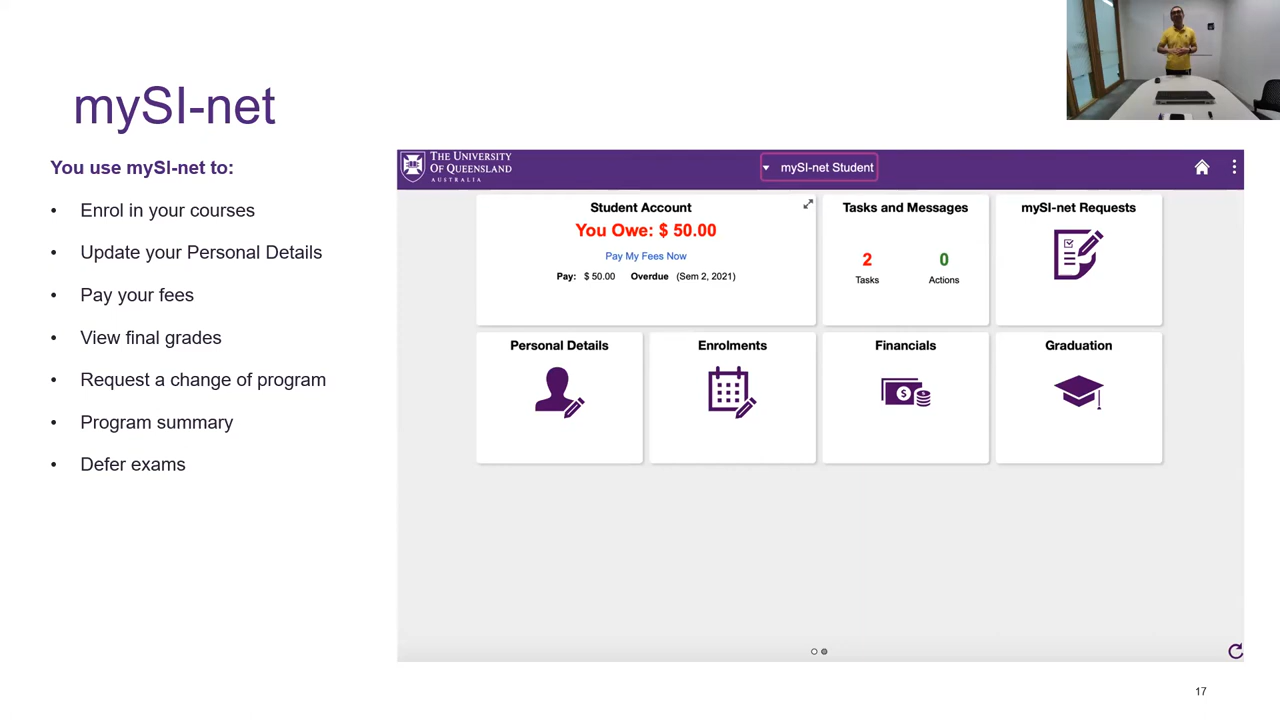 mySI-net
You use mySI-net to:
• Enrol in your courses
• Update your Personal Details
• Pay your fees
• View final grades
• Request a change of program
• Program summary
• Defer exams
THE UNIVERSITY
OF QUEENSLAND
AUSTRALIA
mySI-net Student
Student Account
You Owe: $ 50.00
Pay My Fees Now
Pay: $ 50.00 Overdue (Sem 2, 2021)
Tasks and Messages
2 0
Tasks Actions
mySI-net Requests
Personal Details
Enrolments
Financials
Graduation
17